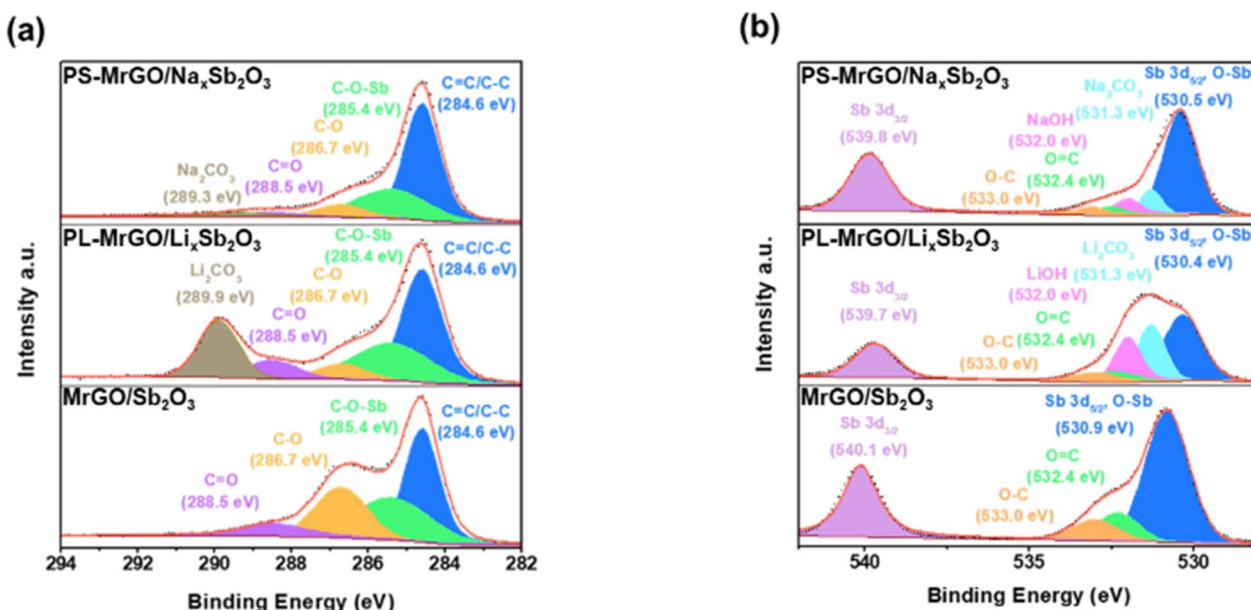 (a)
PS-MrGO/NaₓSb₂O₃
C=C/C-C
(284.6 eV)
C-O-Sb
(285.4 eV)
C-O
(286.7 eV)
C=O
(288.5 eV)
Na₂CO₃
(289.3 eV)
PL-MrGO/LiₓSb₂O₃
C-O-Sb
(285.4 eV)
C=C/C-C
(284.6 eV)
Li₂CO₃
(289.9 eV)
C-O
(286.7 eV)
C=O
(288.5 eV)
MrGO/Sb₂O₃
C-O-Sb
(285.4 eV)
C=C/C-C
(284.6 eV)
C-O
(286.7 eV)
C=O
(288.5 eV)
Intensity a.u.
294 292 290 288 286 284 282
Binding Energy (eV)
(b)
PS-MrGO/NaₓSb₂O₃
Sb 3d₅/₂, O-Sb
(530.5 eV)
Na₂CO₃
(531.3 eV)
Sb 3d₃/₂
(539.8 eV)
NaOH
(532.0 eV)
O=C
(532.4 eV)
O-C
(533.0 eV)
PL-MrGO/LiₓSb₂O₃
Sb 3d₅/₂, O-Sb
(530.4 eV)
Li₂CO₃
(531.3 eV)
LiOH
(532.0 eV)
Sb 3d₃/₂
(539.7 eV)
O=C
(532.4 eV)
O-C
(533.0 eV)
MrGO/Sb₂O₃
Sb 3d₅/₂, O-Sb
(530.9 eV)
Sb 3d₃/₂
(540.1 eV)
O=C
(532.4 eV)
O-C
(533.0 eV)
Intensity a.u.
540 535 530
Binding Energy (eV)